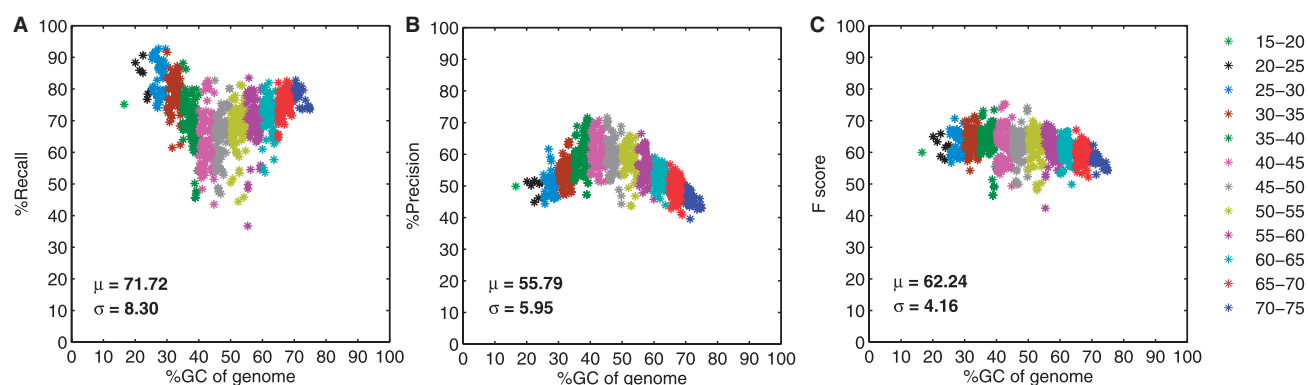 A
100
90
80
70
60
50
40
30
20
10
0
%Recall
μ = 71.72
σ = 8.30
0 10 20 30 40 50 60 70 80 90 100
%GC of genome
B
100
90
80
70
60
50
40
30
20
10
0
%Precision
μ = 55.79
σ = 5.95
0 10 20 30 40 50 60 70 80 90 100
%GC of genome
C
100
90
80
70
60
50
40
30
20
10
0
F score
μ = 62.24
σ = 4.16
0 10 20 30 40 50 60 70 80 90 100
%GC of genome
15–20
20–25
25–30
30–35
35–40
40–45
45–50
50–55
55–60
60–65
65–70
70–75